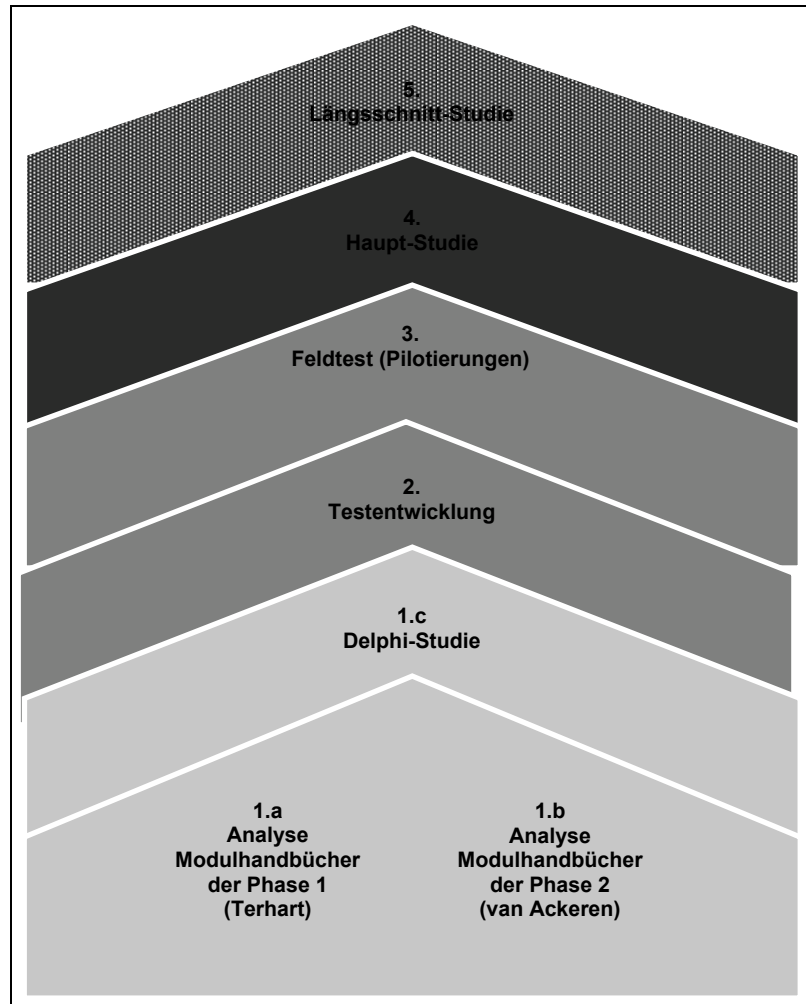 5.
Längsschnitt-Studie
4.
Haupt-Studie
3.
Feldtest (Pilotierungen)
2.
Testentwicklung
1.c
Delphi-Studie
1.a
Analyse
Modulhandbücher
der Phase 1
(Terhart)
1.b
Analyse
Modulhandbücher
der Phase 2
(van Ackeren)